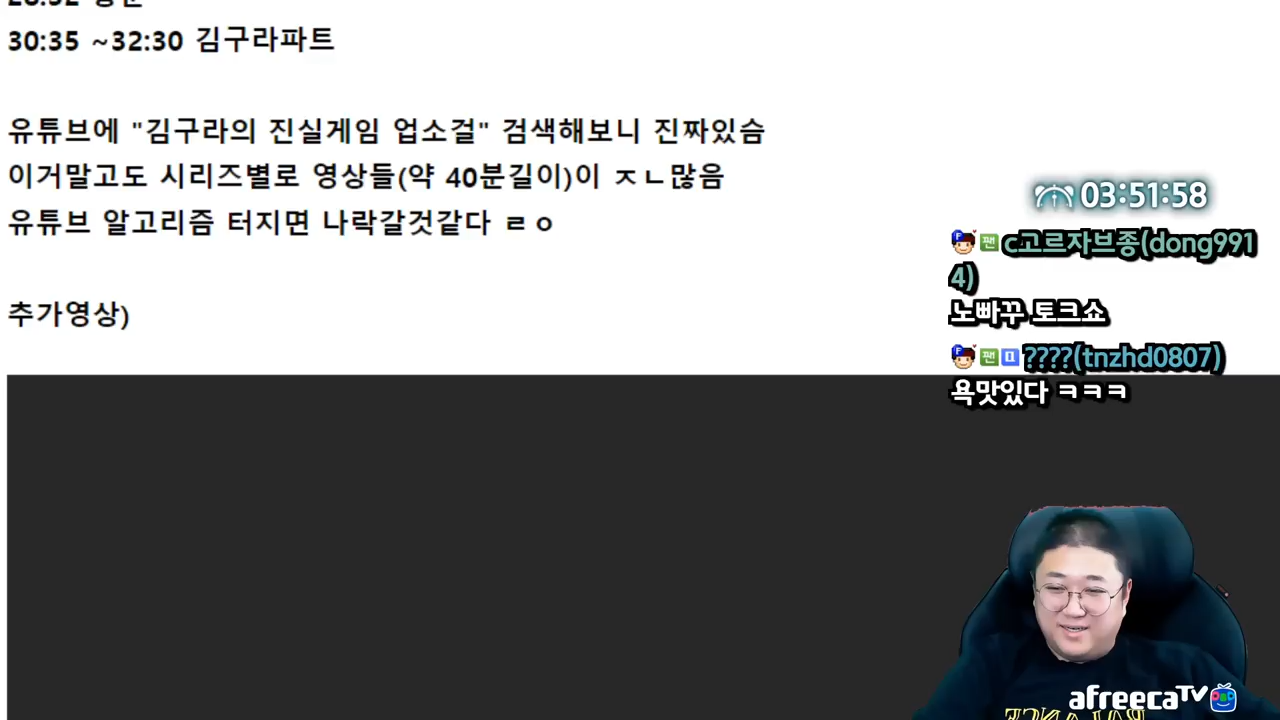 30:35 ~32:30 김구라파트
유튜브에 "김구라의 진실게임 업소걸" 검색해보니 진짜있슴
이거말고도 시리즈별로 영상들(약 40분길이)이 ㅈㄴ많음
유튜브 알고리즘 터지면 나락갈것같다 ㄹㅇ
추가영상)
03:51:58
c고르자브종(dong991
4)
노빠꾸 토크쇼
????(tnzhd0807)
욕맛있다 ㅋㅋㅋ
afreecaTV